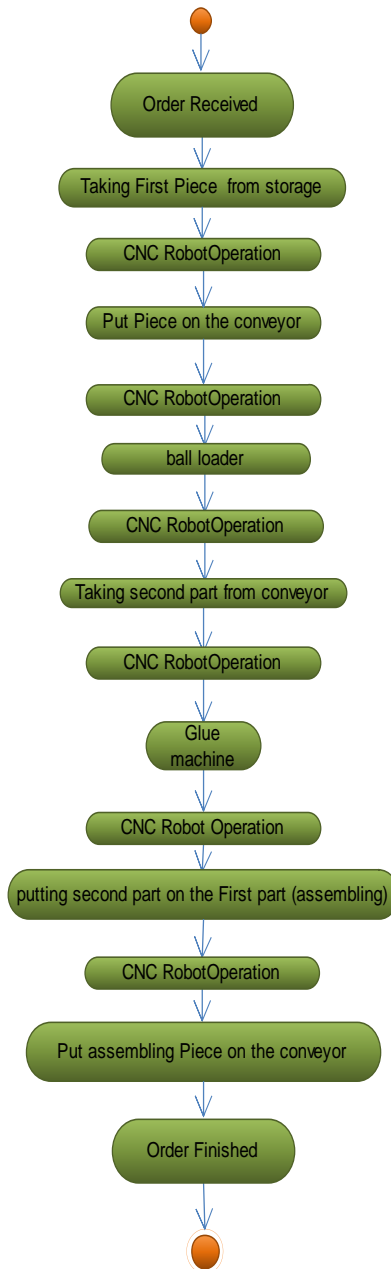 Order Received
Taking First Piece from storage
CNC RobotOperation
Put Piece on the conveyor
CNC RobotOperation
ball loader
CNC RobotOperation
Taking second part from conveyor
CNC RobotOperation
Glue
machine
CNC Robot Operation
putting second part on the First part (assembling)
CNC RobotOperation
Put assembling Piece on the conveyor
Order Finished